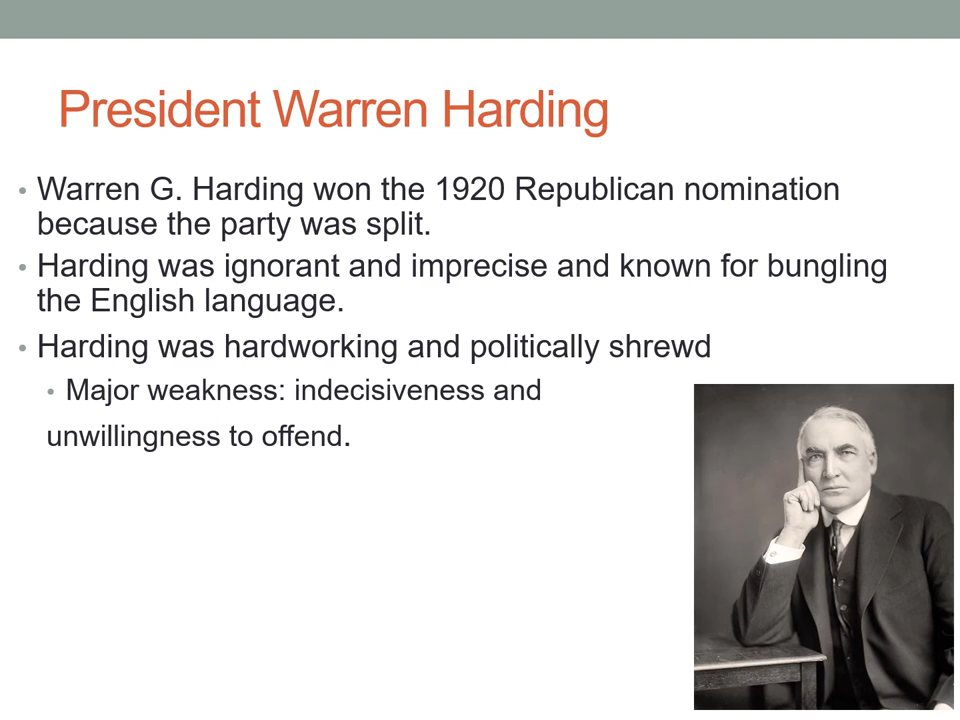 President Warren Harding
• Warren G. Harding won the 1920 Republican nomination
because the party was split.
• Harding was ignorant and imprecise and known for bungling
the English language.
• Harding was hardworking and politically shrewd
• Major weakness: indecisiveness and
unwillingness to offend.